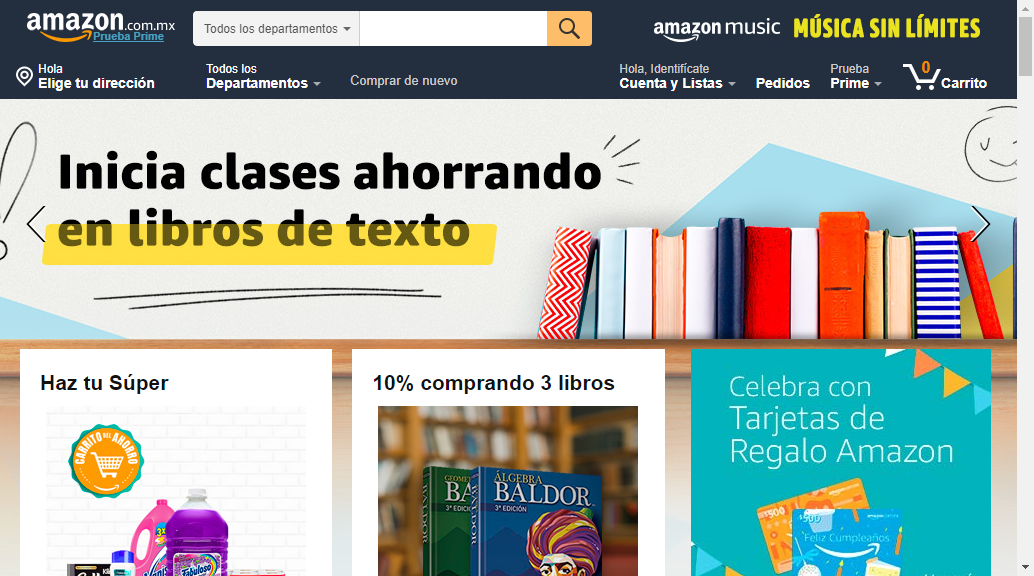 amazon.com.mx
Prueba Prime
Todos los departamentos
amazon music MÚSICA SIN LÍMITES
Hola
Elige tu dirección
Todos los
Departamentos
Comprar de nuevo
Hola, Identifícate
Cuenta y Listas
Pedidos
Prueba
Prime
0
Carrito
Inicia clases ahorrando
en libros de texto
Haz tu Súper
CARRITO DEL AHORRO
Fabuloso
10% comprando 3 libros
ÁLGEBRA
BALDOR
3ª EDICIÓN
3ª EDICIÓN
BALDOR
Celebra con
Tarjetas de
Regalo Amazon
$500
$500
Feliz Cumpleaños